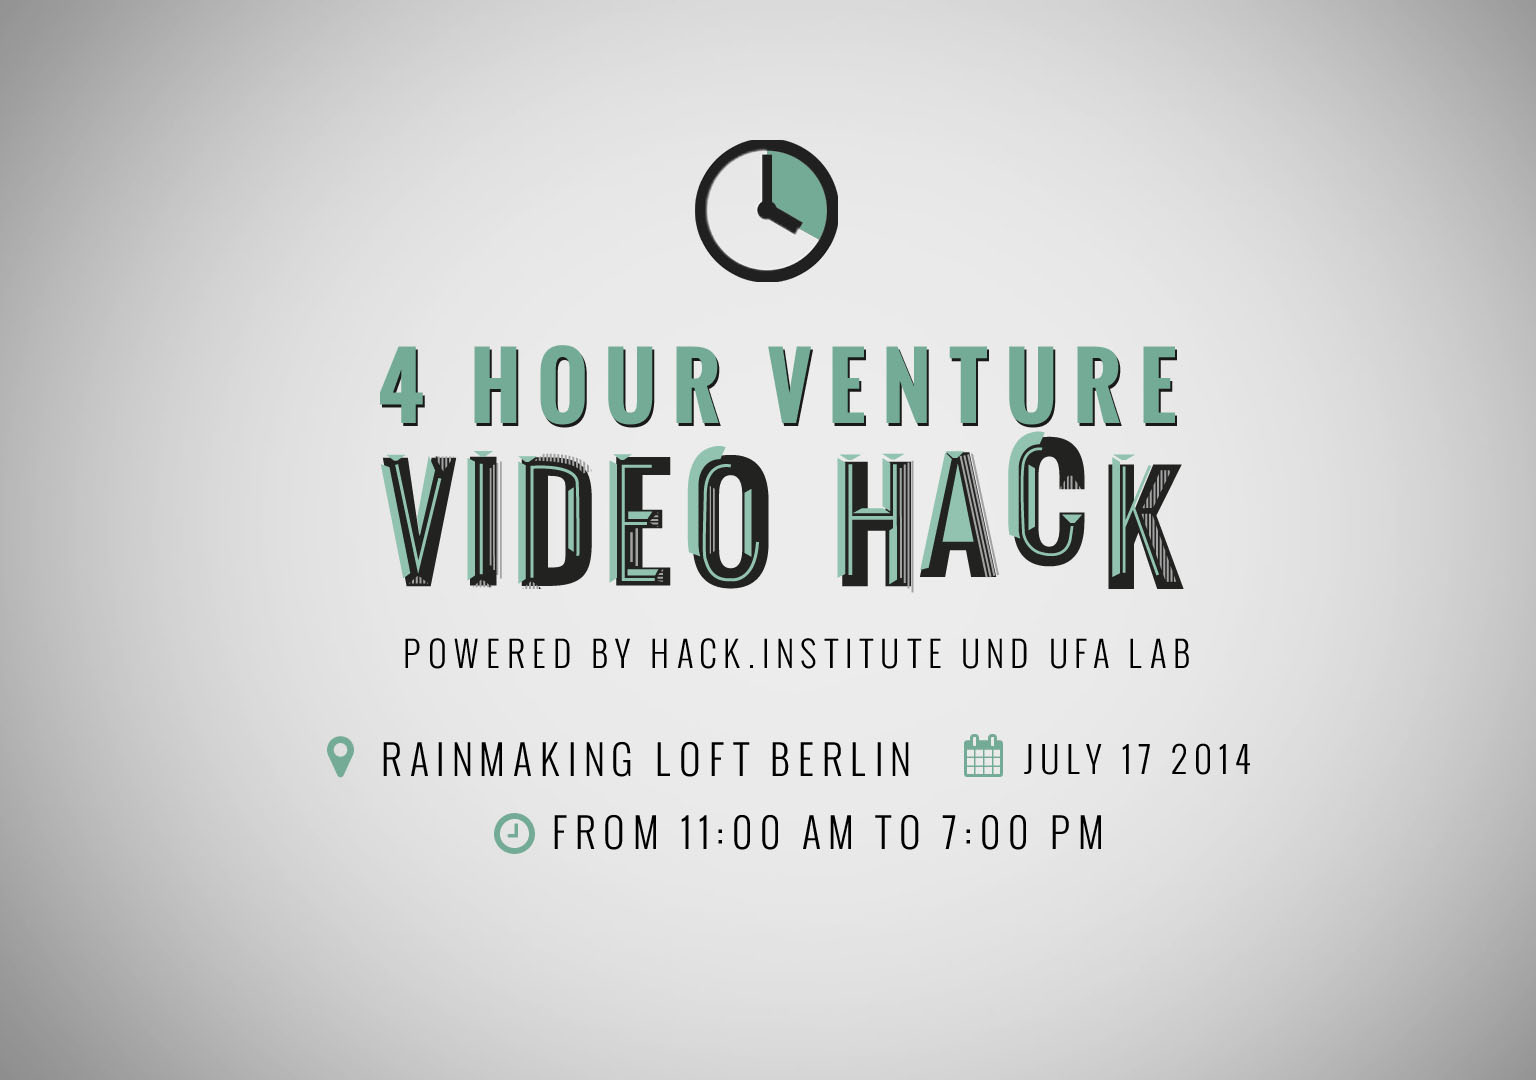 4 HOUR VENTURE
VIDEO HACK
POWERED BY HACK.INSTITUTE UND UFA LAB
RAINMAKING LOFT BERLIN JULY 17 2014
FROM 11:00 AM TO 7:00 PM